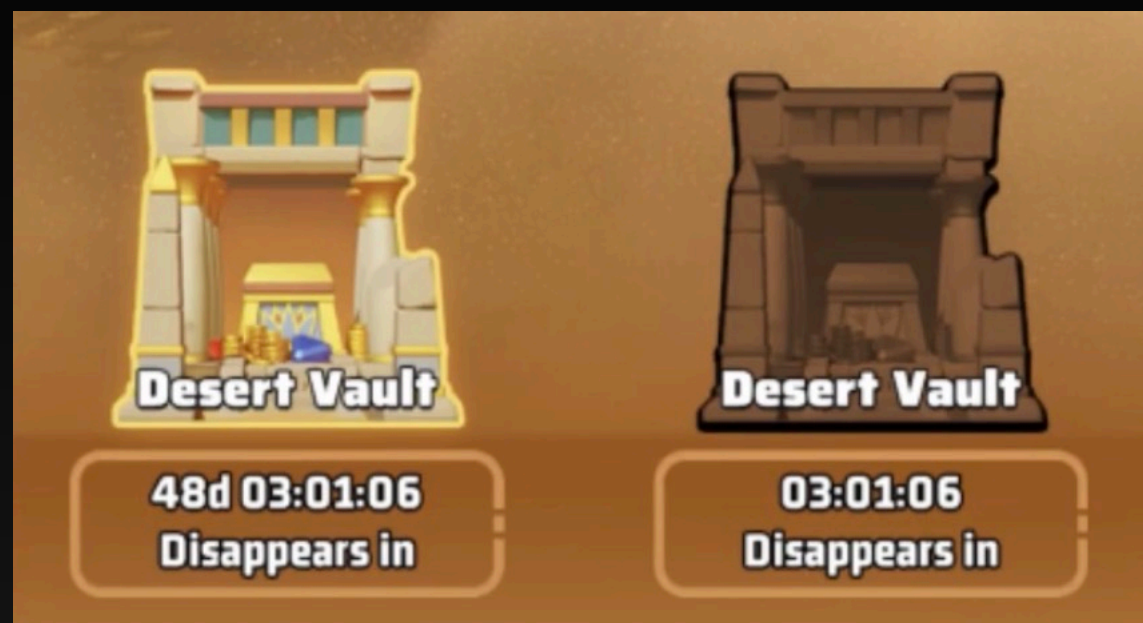 Desert Vault
48d 03:01:06
Disappears in
Desert Vault
03:01:06
Disappears in